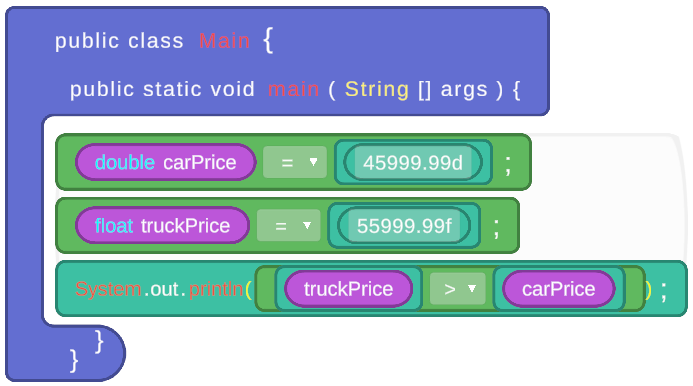 public class Main {
public static void main ( String [] args ) {
double carPrice = ▼ 45999.99d ;
float truckPrice = ▼ 55999.99f ;
System.out.println( truckPrice > ▼ carPrice ) ;
}
}